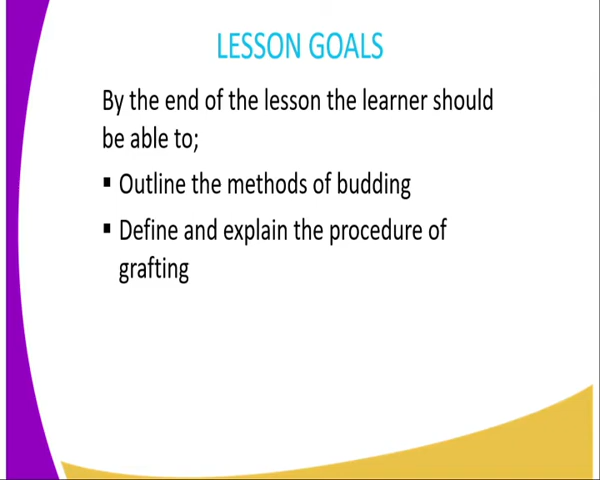 LESSON GOALS
By the end of the lesson the learner should
be able to;
▪ Outline the methods of budding
▪ Define and explain the procedure of
grafting